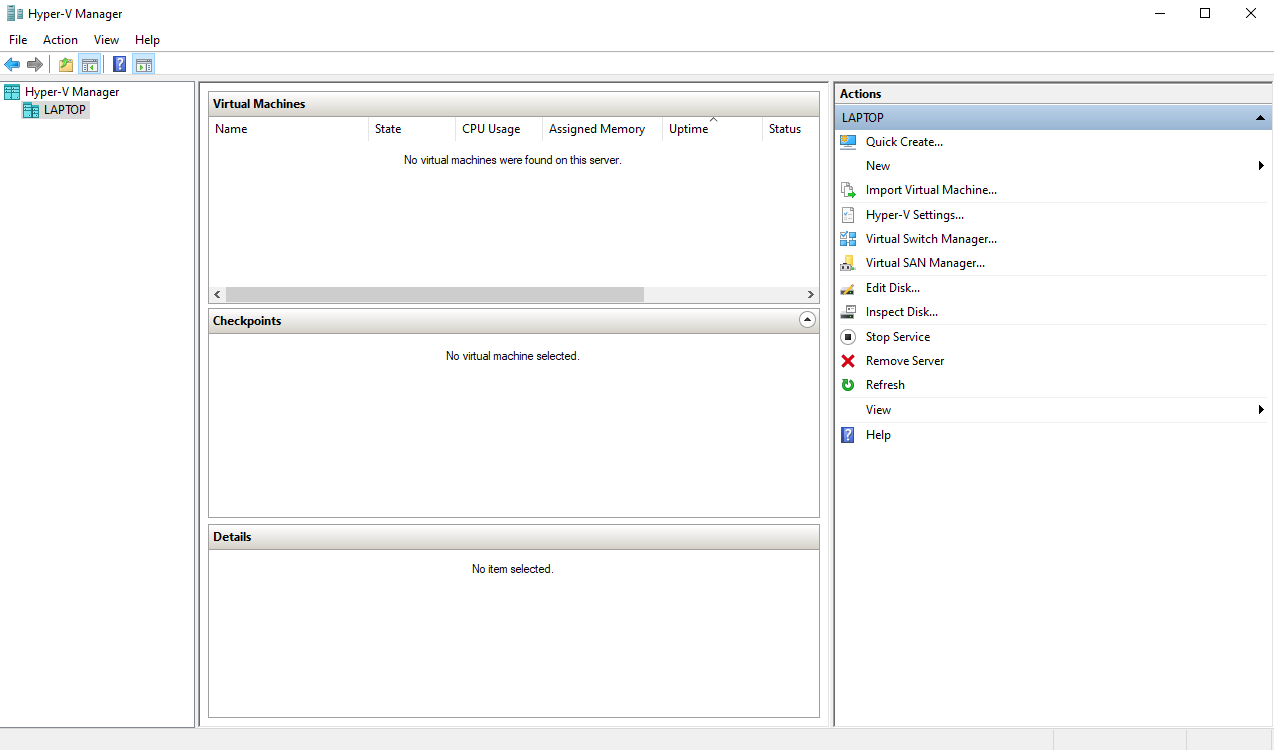 Hyper-V Manager
File Action View Help
Hyper-V Manager
LAPTOP
Virtual Machines
Name State CPU Usage Assigned Memory Uptime Status
No virtual machines were found on this server.
Checkpoints
No virtual machine selected.
Details
No item selected.
Actions
LAPTOP
Quick Create...
New
Import Virtual Machine...
Hyper-V Settings...
Virtual Switch Manager...
Virtual SAN Manager...
Edit Disk...
Inspect Disk...
Stop Service
Remove Server
Refresh
View
Help